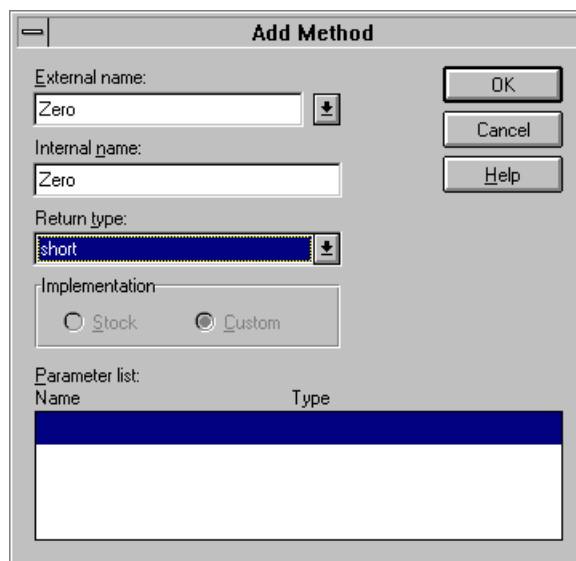 Add Method
External name:
Zero
OK
Cancel
Internal name:
Zero
Help
Return type:
short
Implementation
Stock Custom
Parameter list:
Name Type